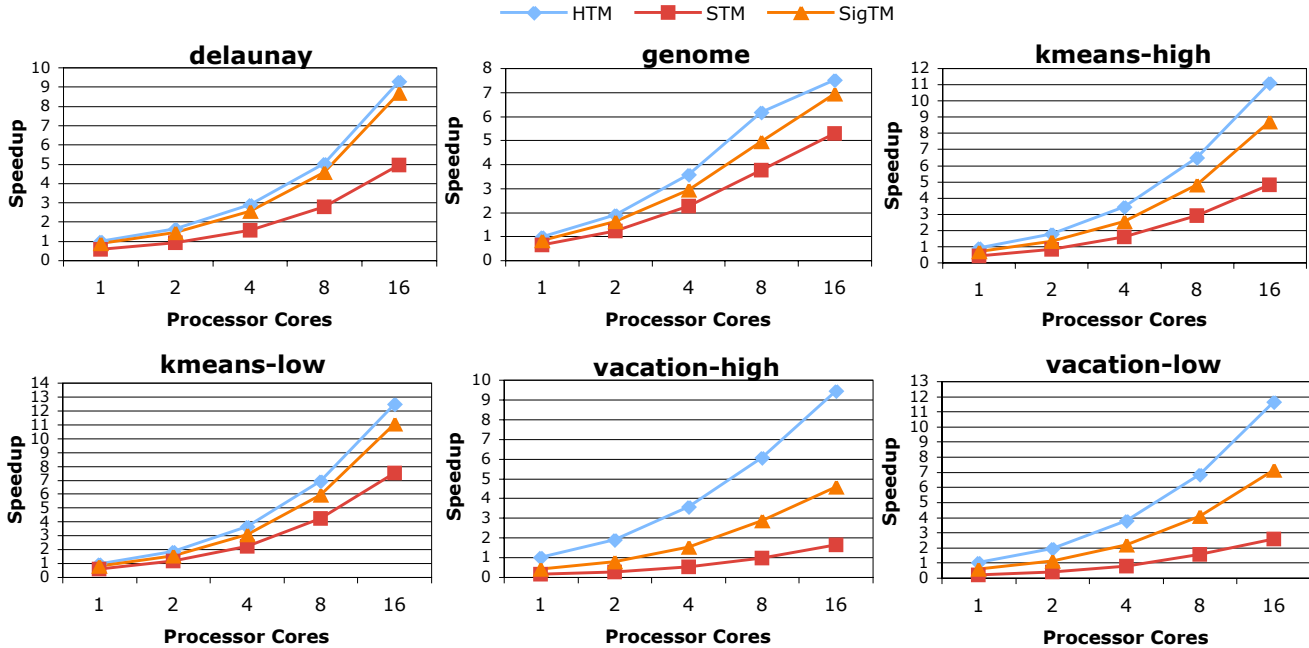 HTM STM SigTM
delaunay
10
9
8
7
6
5
4
3
2
1
0
Speedup
1 2 4 8 16
Processor Cores
genome
8
7
6
5
4
3
2
1
0
Speedup
1 2 4 8 16
Processor Cores
kmeans-high
12
11
10
9
8
7
6
5
4
3
2
1
0
Speedup
1 2 4 8 16
Processor Cores
kmeans-low
14
13
12
11
10
9
8
7
6
5
4
3
2
1
0
Speedup
1 2 4 8 16
Processor Cores
vacation-high
10
9
8
7
6
5
4
3
2
1
0
Speedup
1 2 4 8 16
Processor Cores
vacation-low
13
12
11
10
9
8
7
6
5
4
3
2
1
0
Speedup
1 2 4 8 16
Processor Cores